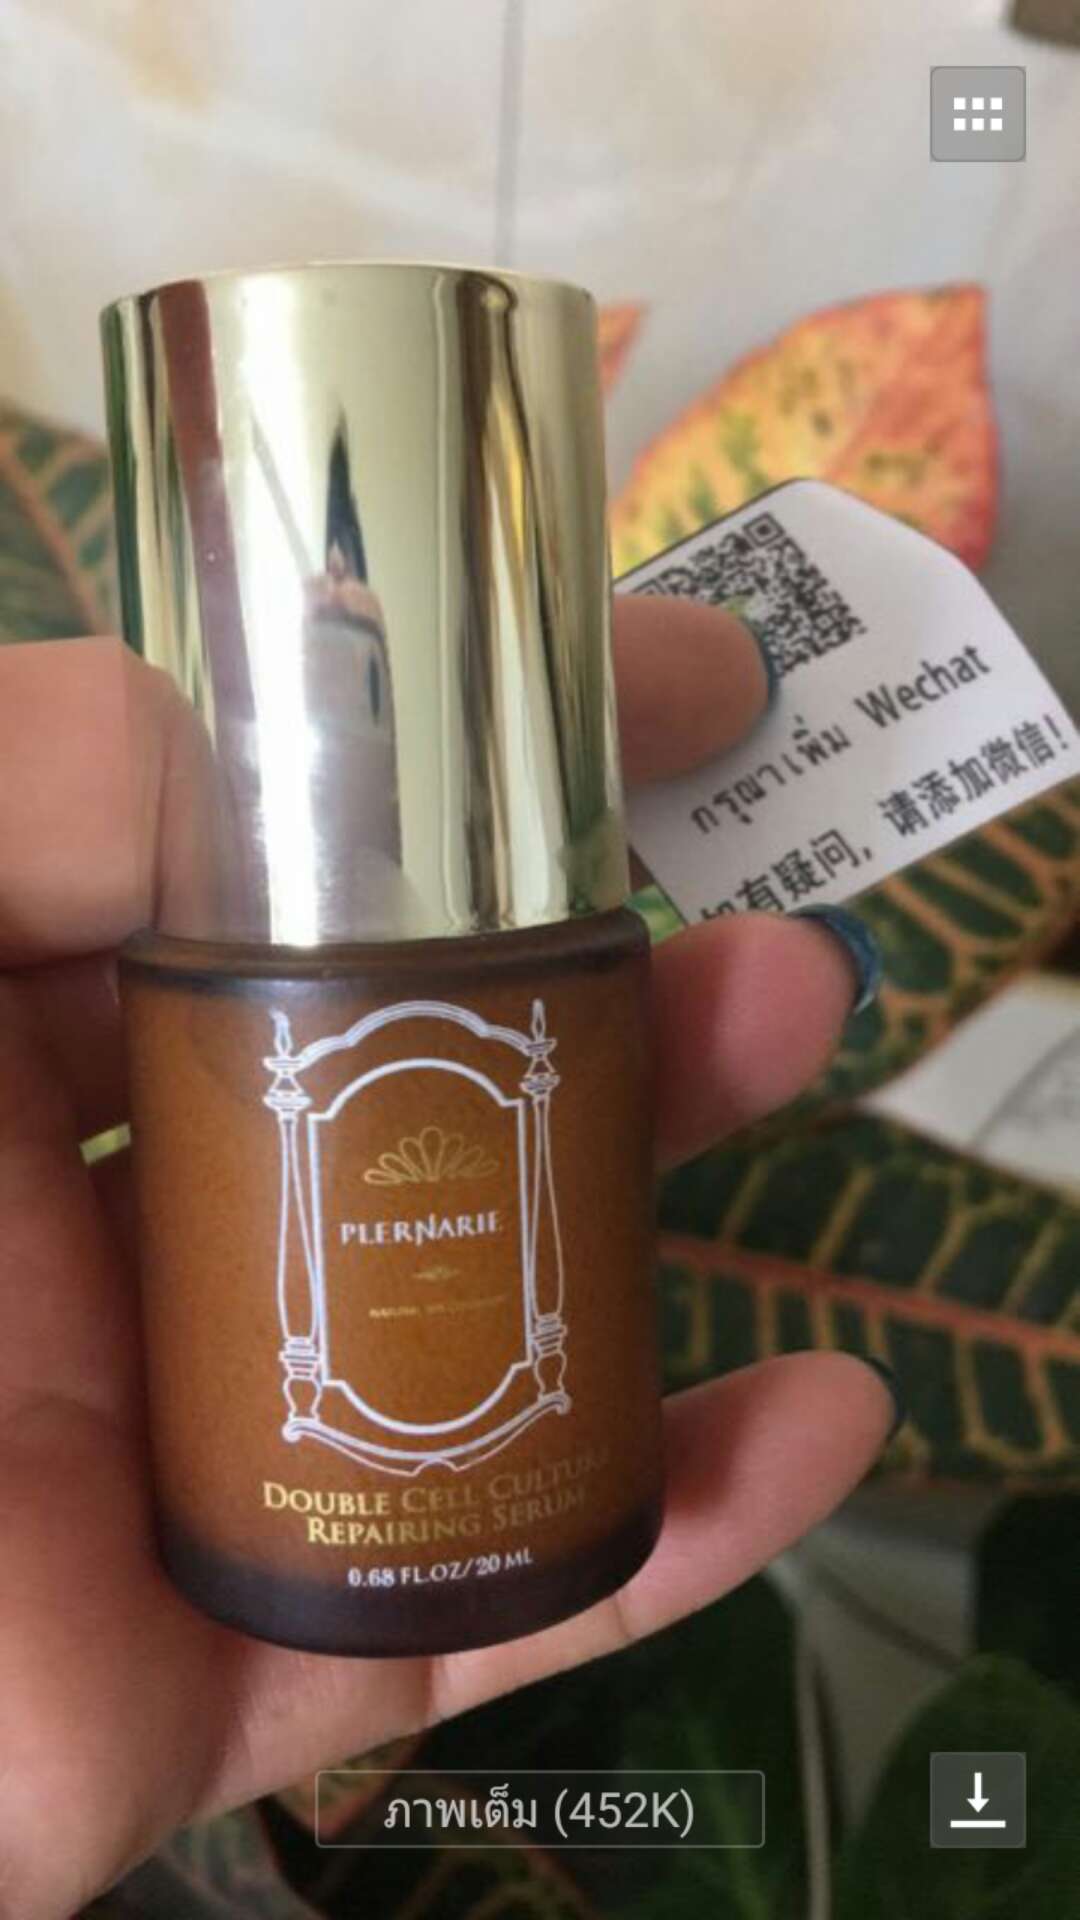 กรุณาเพิ่ม Wechat
如有疑问，请添加微信！
PLERNARIE
DOUBLE CELL CULTURE
REPAIRING SERUM
0.68 FL.OZ/20 ML
ภาพเต็ม (452K)